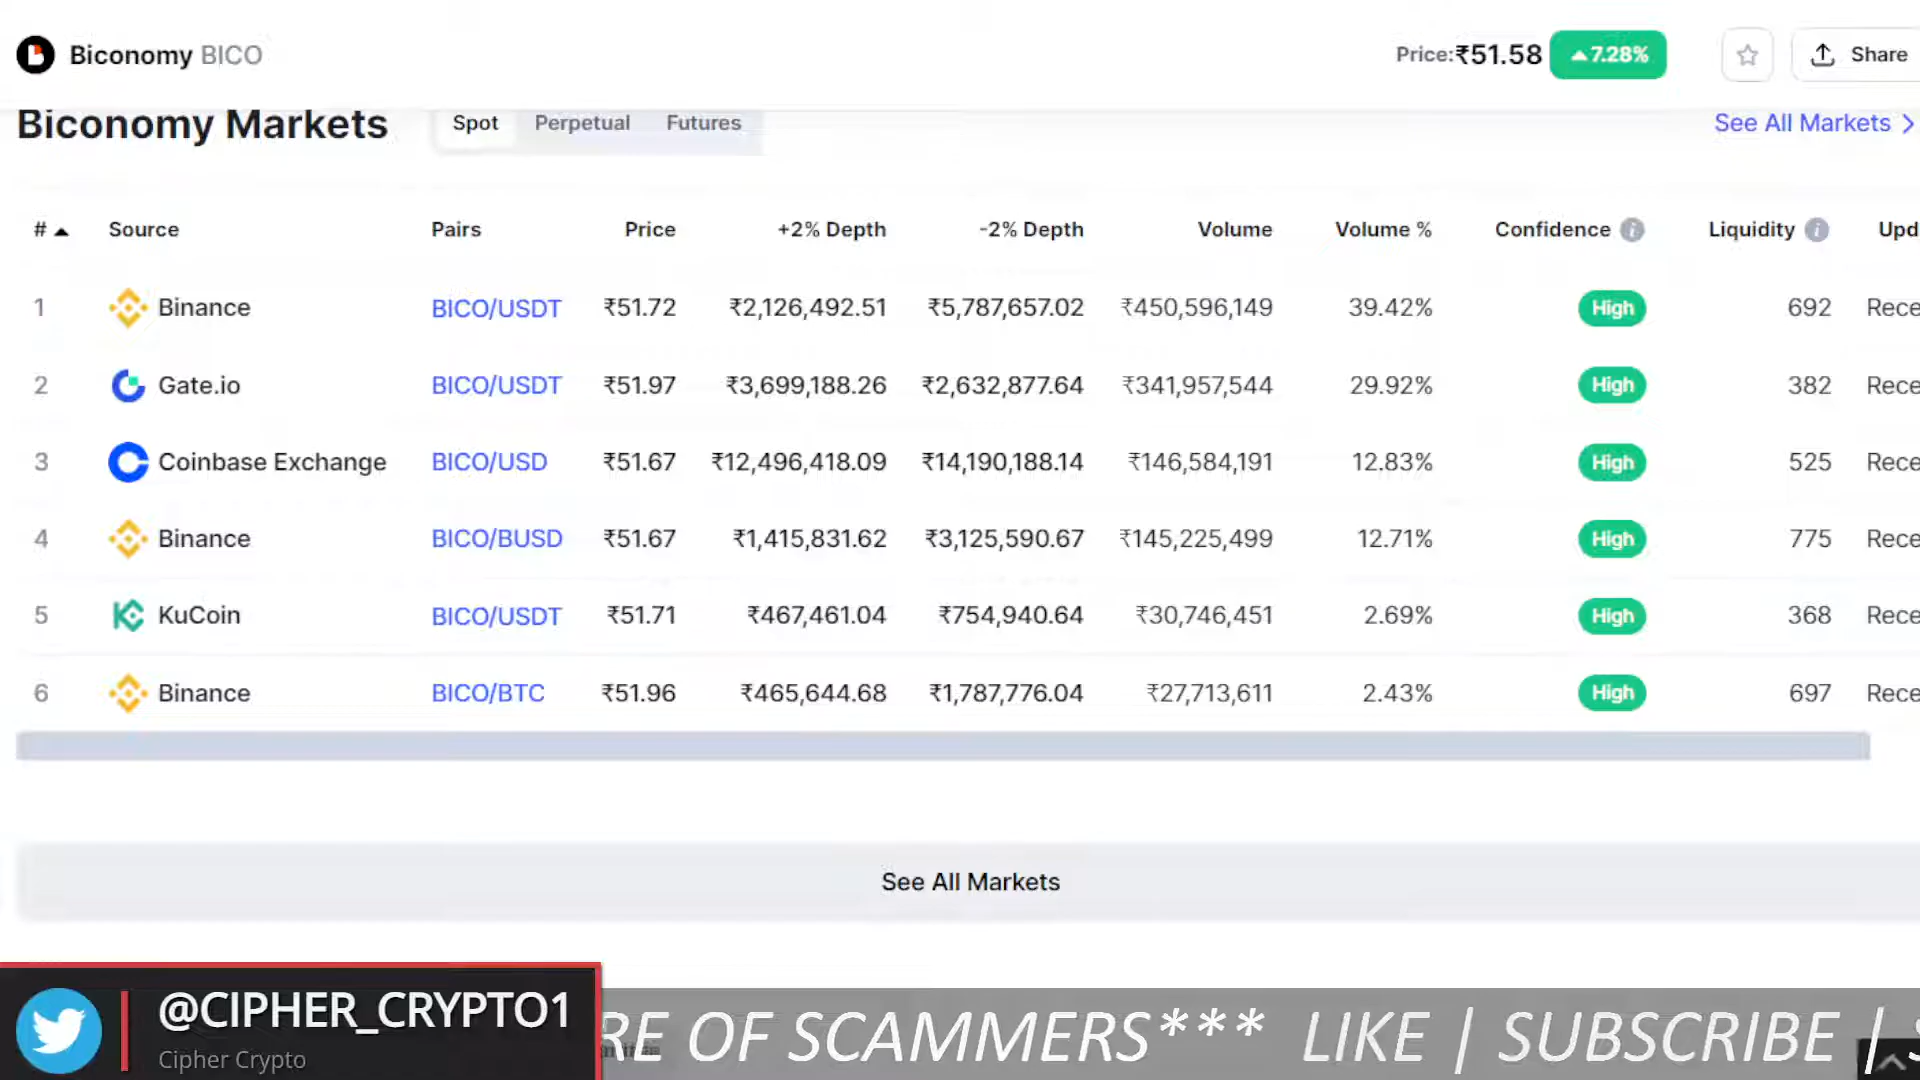 Biconomy BICO
Price:₹51.58 ▲7.28%
Share
Biconomy Markets
Spot Perpetual Futures
See All Markets >
# ▲ Source Pairs Price +2% Depth -2% Depth Volume Volume % Confidence Liquidity Upd
1 Binance BICO/USDT ₹51.72 ₹2,126,492.51 ₹5,787,657.02 ₹450,596,149 39.42% High 692 Rece
2 Gate.io BICO/USDT ₹51.97 ₹3,699,188.26 ₹2,632,877.64 ₹341,957,544 29.92% High 382 Rece
3 Coinbase Exchange BICO/USD ₹51.67 ₹12,496,418.09 ₹14,190,188.14 ₹146,584,191 12.83% High 525 Rece
4 Binance BICO/BUSD ₹51.67 ₹1,415,831.62 ₹3,125,590.67 ₹145,225,499 12.71% High 775 Rece
5 KuCoin BICO/USDT ₹51.71 ₹467,461.04 ₹754,940.64 ₹30,746,451 2.69% High 368 Rece
6 Binance BICO/BTC ₹51.96 ₹465,644.68 ₹1,787,776.04 ₹27,713,611 2.43% High 697 Rece
See All Markets
@CIPHER_CRYPTO1
Cipher Crypto
RE OF SCAMMERS*** LIKE | SUBSCRIBE |